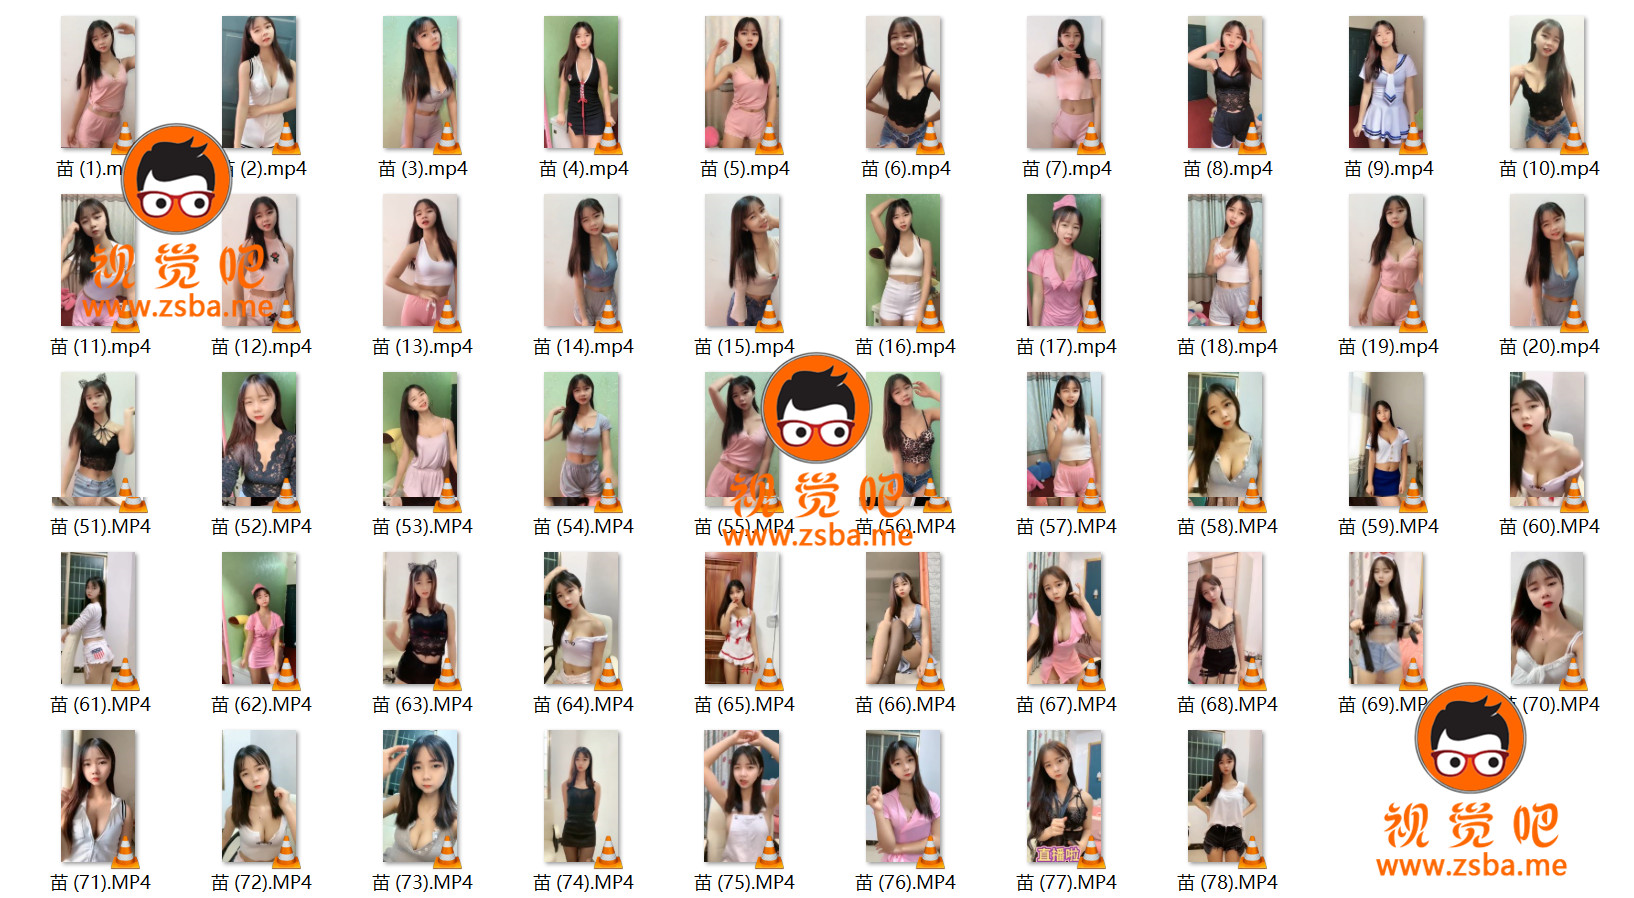 苗 (1).m
(2).mp4
苗 (3).mp4
苗 (4).mp4
苗 (5).mp4
苗 (6).mp4
苗 (7).mp4
苗 (8).mp4
苗 (9).mp4
苗 (10).mp4
视觉吧
www.zsba.me
苗 (11).mp4
苗 (12).mp4
苗 (13).mp4
苗 (14).mp4
苗 (15).mp4
苗 (16).mp4
苗 (17).mp4
苗 (18).mp4
苗 (19).mp4
苗 (20).mp4
苗 (51).MP4
苗 (52).MP4
苗 (53).MP4
苗 (54).MP4
苗 (55).MP4
苗 (56).MP4
苗 (57).MP4
苗 (58).MP4
苗 (59).MP4
苗 (60).MP4
视觉吧
www.zsba.me
苗 (61).MP4
苗 (62).MP4
苗 (63).MP4
苗 (64).MP4
苗 (65).MP4
苗 (66).MP4
苗 (67).MP4
苗 (68).MP4
苗 (69).MP
(70).MP4
直播啦
苗 (71).MP4
苗 (72).MP4
苗 (73).MP4
苗 (74).MP4
苗 (75).MP4
苗 (76).MP4
苗 (77).MP4
苗 (78).MP4
视觉吧
www.zsba.me